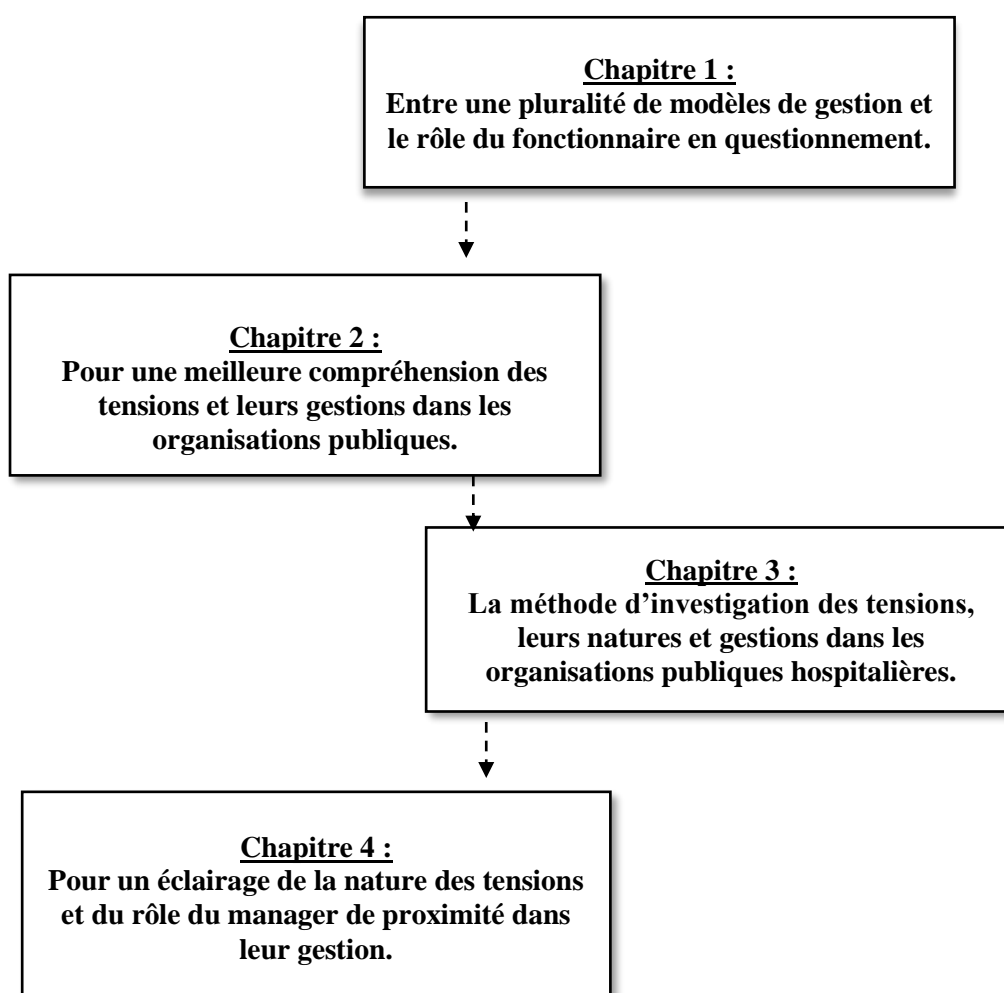 Chapitre 1 :
Entre une pluralité de modèles de gestion et
le rôle du fonctionnaire en questionnement.
Chapitre 2 :
Pour une meilleure compréhension des
tensions et leurs gestions dans les
organisations publiques.
Chapitre 3 :
La méthode d’investigation des tensions,
leurs natures et gestions dans les
organisations publiques hospitalières.
Chapitre 4 :
Pour un éclairage de la nature des tensions
et du rôle du manager de proximité dans
leur gestion.